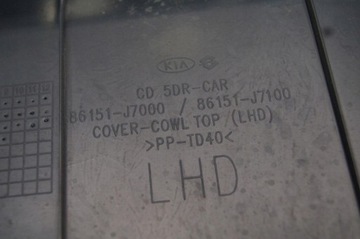 KIA
CD 5DR-CAR
86151-J7000 / 86151-J7100
COVER-COWL TOP (LHD)
>PP-TD40<
LHD